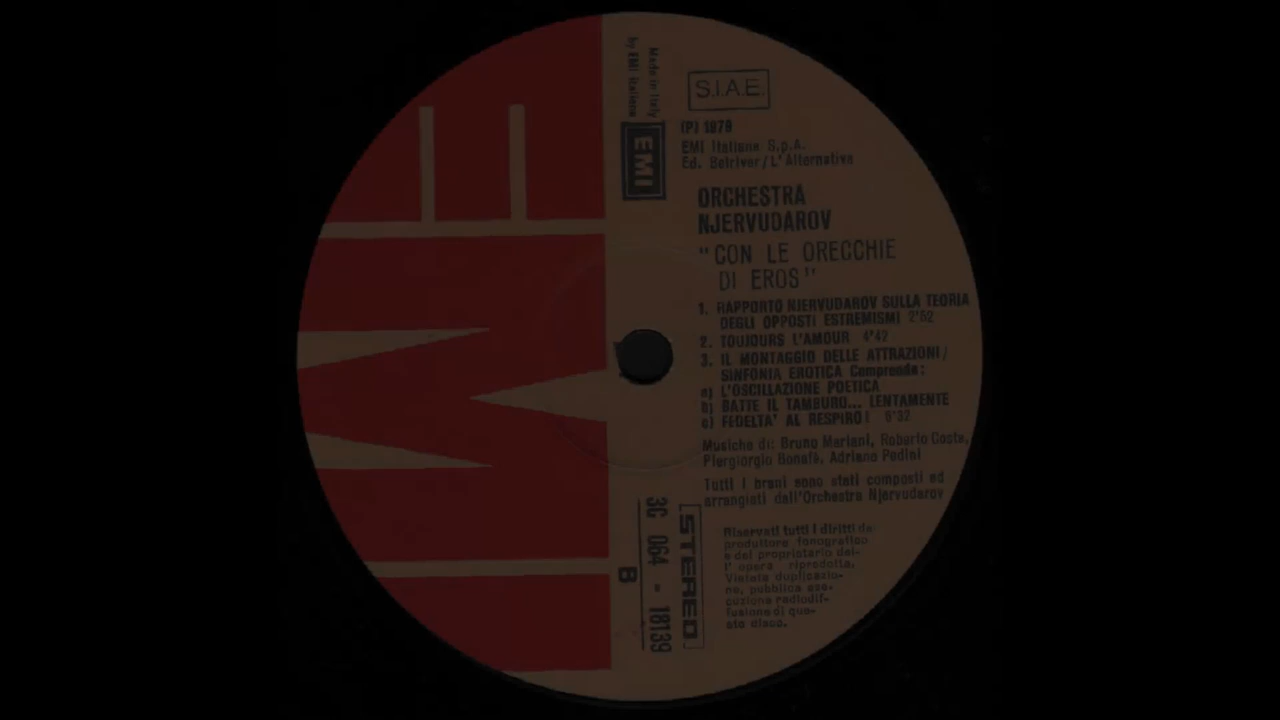 EMI
Made in Italy
by EMI Italiana
EMI
S.I.A.E.
(P) 1979
EMI Italiana S.p.A.
Ed. Belriver/L'Alternativa
ORCHESTRA
NJERVUDAROV
"CON LE ORECCHIE
DI EROS"
1. RAPPORTO NJERVUDAROV SULLA TEORIA
DEGLI OPPOSTI ESTREMISMI 2'52
2. TOUJOURS L'AMOUR 4'42
3. IL MONTAGGIO DELLE ATTRAZIONI/
SINFONIA EROTICA Comprende:
a) L'OSCILLAZIONE POETICA
b) BATTE IL TAMBURO... LENTAMENTE
c) FEDELTA' AL RESPIRO! 6'32
Musiche di: Bruno Mariani, Roberto Costa,
Piergiorgio Bonafè, Adriano Pedini
Tutti i brani sono stati composti ed
arrangiati dall'Orchestra Njervudarov
3C 064 - 18139
B
STEREO
Riservati tutti i diritti del
produttore fonografico
e del proprietario del-
l'opera riprodotta.
Vietata duplicazio-
ne, pubblica ese-
cuzione radiodif-
fusione di que-
sto disco.